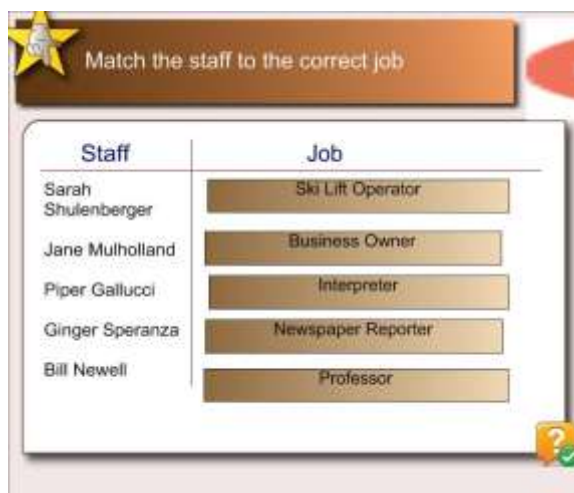 Match the staff to the correct job
Staff
Job
Sarah
Shulenberger
Ski Lift Operator
Jane Mulholland
Business Owner
Piper Gallucci
Interpreter
Ginger Speranza
Newspaper Reporter
Bill Newell
Professor
?